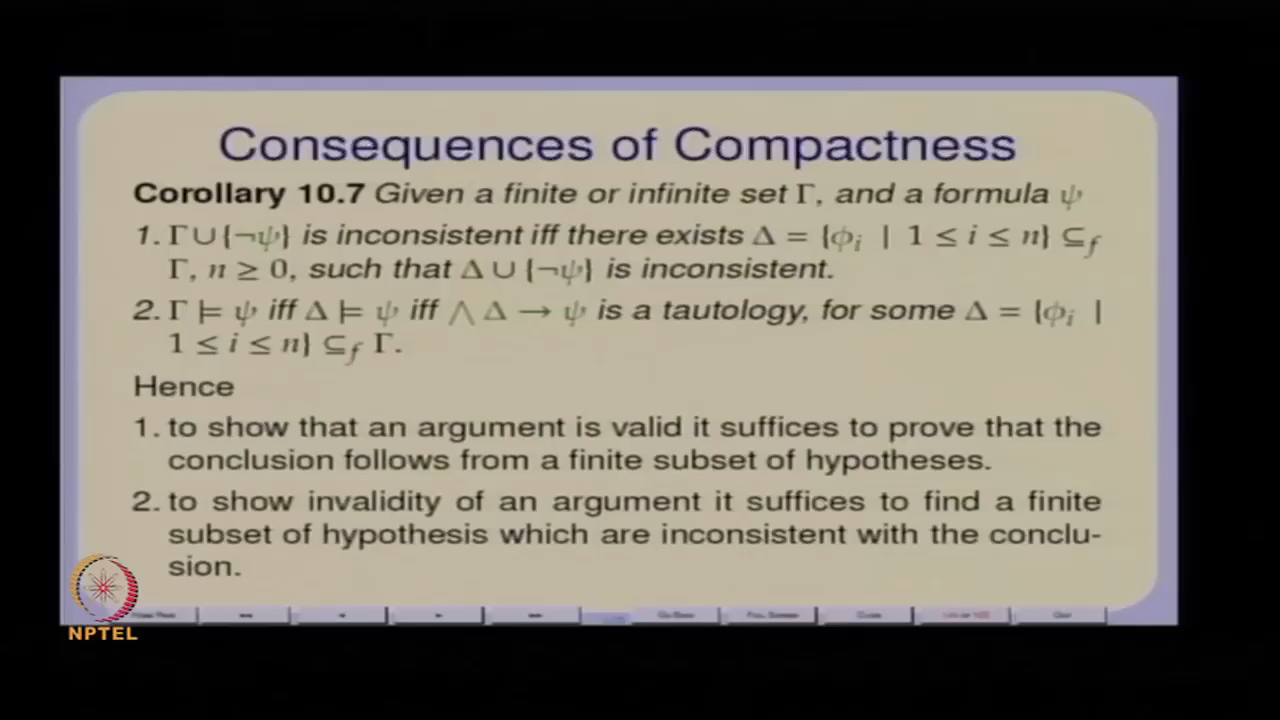 Consequences of Compactness
Corollary 10.7 Given a finite or infinite set Γ, and a formula ψ
1. Γ ∪ {¬ψ} is inconsistent iff there exists Δ = {ϕᵢ | 1 ≤ i ≤ n} ⊆_f
Γ, n ≥ 0, such that Δ ∪ {¬ψ} is inconsistent.
2. Γ ⊨ ψ iff Δ ⊨ ψ iff ⋀ Δ → ψ is a tautology, for some Δ = {ϕᵢ |
1 ≤ i ≤ n} ⊆_f Γ.
Hence
1. to show that an argument is valid it suffices to prove that the
conclusion follows from a finite subset of hypotheses.
2. to show invalidity of an argument it suffices to find a finite
subset of hypothesis which are inconsistent with the conclu-
sion.
NPTEL